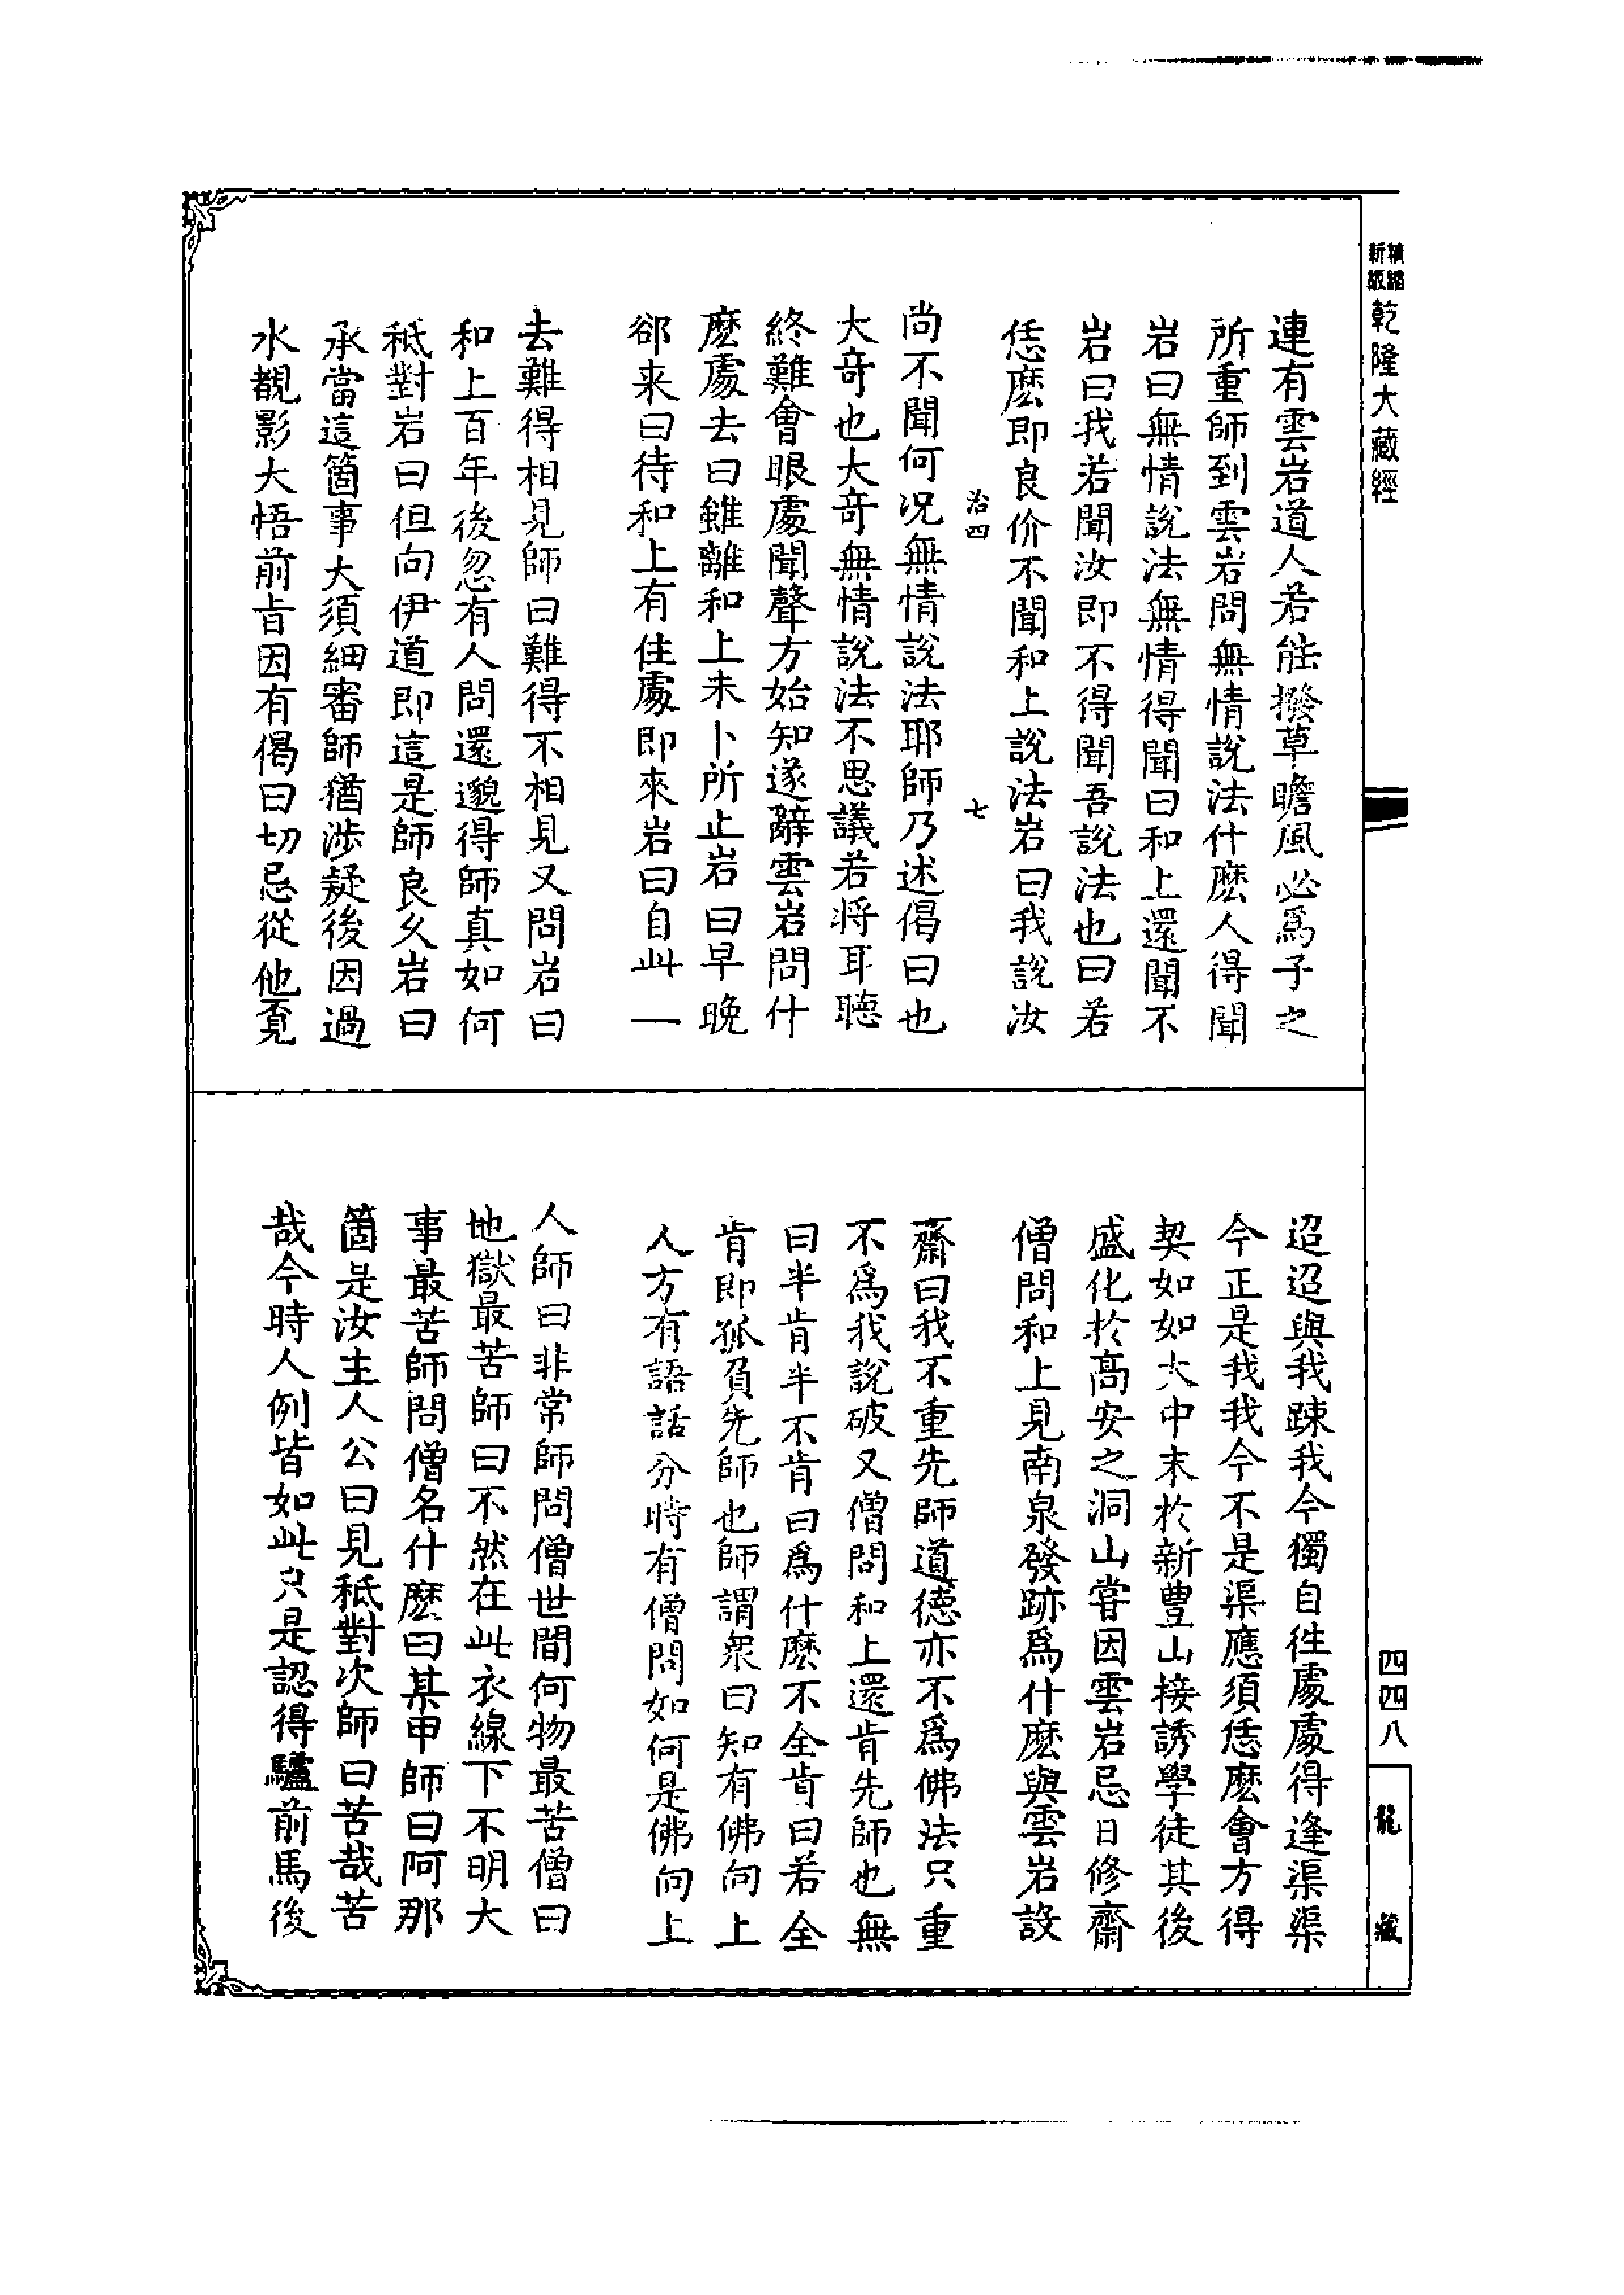 新縮
精版
乾隆大藏經
連有雲岩道人若能撥草瞻風必爲子之
所重師到雲岩問無情說法什麽人得聞
岩曰無情說法無情得聞曰和上還聞不
岩曰我若聞汝即不得聞吾說法也曰若
恁麽即良价不聞和上說法岩曰我說汝
治四
七
尚不聞何況無情說法耶師乃述偈曰也
大奇也大奇無情說法不思議若將耳聽
終難會眼處聞聲方始知遂辭雲岩問什
麽處去曰雖離和上未卜所止岩曰早晚
郤来曰待和上有住處即來岩曰自此一
去難得相見師曰難得不相見又問岩曰
和上百年後忽有人問還邈得師真如何
秪對岩曰但向伊道即這是師良久岩曰
承當這箇事大須細審師猶涉疑後因過
水覩影大悟前旨因有偈曰切忌從他覔
迢迢與我踈我今獨自徃處處得逢渠渠
今正是我我今不是渠應須恁麽會方得
契如如大中末於新豊山接誘學徒其後
盛化於高安之洞山甞因雲岩忌日修齋
僧問和上見南泉發跡爲什麽與雲岩設
齋曰我不重先師道德亦不爲佛法只重
不爲我說破又僧問和上還肯先師也無
曰半肯半不肯曰爲什麽不全肯曰若全
肯即孤負先師也師謂衆曰知有佛向上
人方有語話分時有僧問如何是佛向上
人師曰非常師問僧世間何物最苦僧曰
地獄最苦師曰不然在此衣線下不明大
事最苦師問僧名什麽曰某甲師曰阿那
箇是汝主人公曰見秪對次師曰苦哉苦
哉今時人例皆如此只是認得驢前馬後
四四八
龍藏